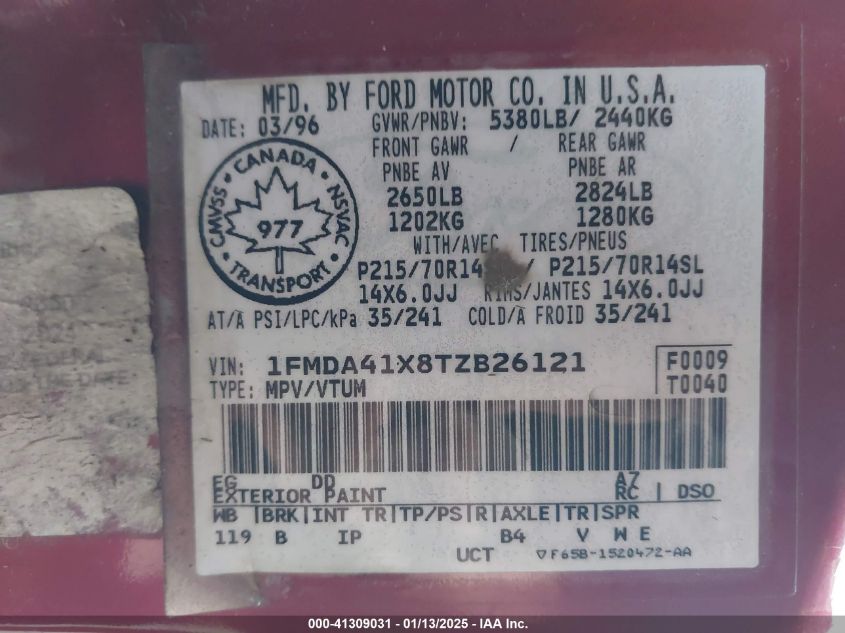 MFD. BY FORD MOTOR CO. IN U.S.A.
DATE: 03/96 GVWR/PNBV: 5380LB/ 2440KG
FRONT GAWR / REAR GAWR
PNBE AV PNBE AR
2650LB 2824LB
1202KG 1280KG
WITH/AVEC TIRES/PNEUS
P215/70R14 / P215/70R14SL
14X6.0JJ RIMS/JANTES 14X6.0JJ
AT/A PSI/LPC/kPa 35/241 COLD/A FROID 35/241
CANADA
CMVSS NSVAC
977
TRANSPORT
VIN: 1FMDA41X8TZB26121 F0009
TYPE: MPV/VTUM T0040
EG DD AZ
EXTERIOR PAINT RC | DSO
WB |BRK|INT TR|TP/PS|R|AXLE|TR|SPR
119 B IP B4 V W E
UCT ▽F65B-1520472-AA
000-41309031 - 01/13/2025 - IAA Inc.